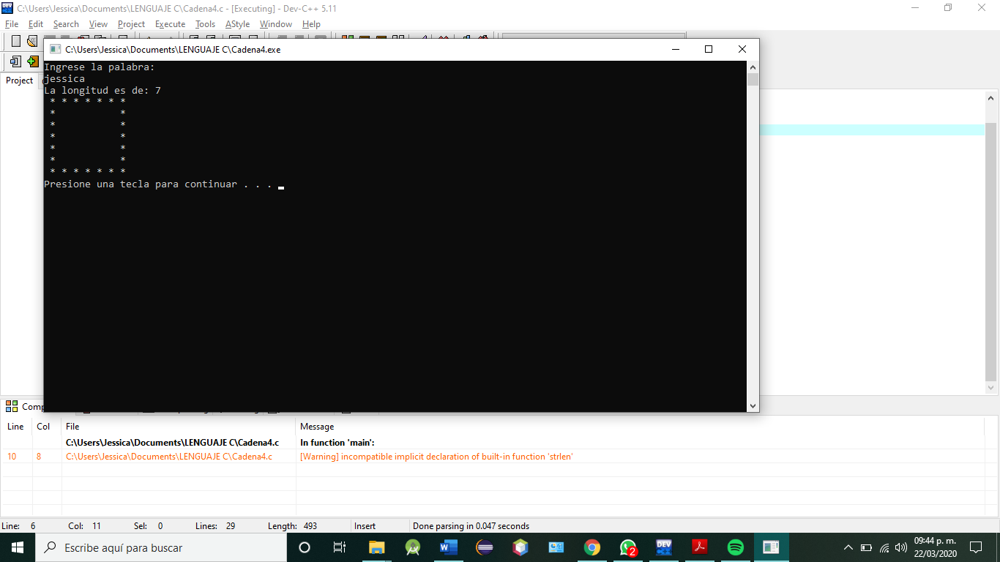 C:\Users\Jessica\Documents\LENGUAJE C\Cadena4.c - [Executing] - Dev-C++ 5.11
File Edit Search View Project Execute Tools AStyle Window Help
C:\Users\Jessica\Documents\LENGUAJE C\Cadena4.exe
Project
Ingrese la palabra:
jessica
La longitud es de: 7
* * * * * * *
* *
* *
* *
* *
* *
* * * * * * *
Presione una tecla para continuar . . .
Line Col File Message
C:\Users\Jessica\Documents\LENGUAJE C\Cadena4.c In function 'main':
10 8 C:\Users\Jessica\Documents\LENGUAJE C\Cadena4.c [Warning] incompatible implicit declaration of built-in function 'strlen'
Line: 6 Col: 11 Sel: 0 Lines: 29 Length: 493 Insert Done parsing in 0.047 seconds
Escribe aquí para buscar
2
DEV
09:44 p. m.
22/03/2020